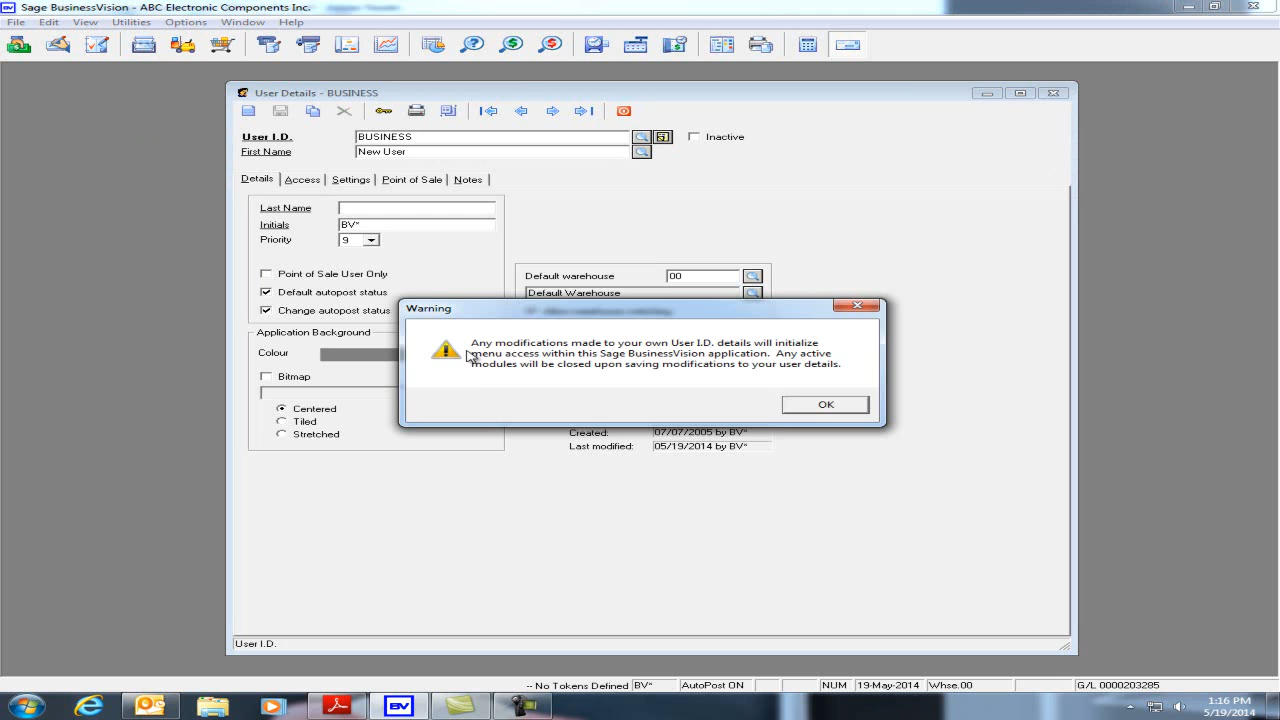 Sage BusinessVision - ABC Electronic Components Inc.
File Edit View Utilities Options Window Help
User Details - BUSINESS
User I.D. BUSINESS Inactive
First Name New User
Details Access Settings Point of Sale Notes
Last Name
Initials BV*
Priority 9
Point of Sale User Only
Default warehouse 00
Default autopost status
Default Warehouse
Change autopost status
Application Background
Colour
Bitmap
Centered
Tiled
Stretched
Warning
Any modifications made to your own User I.D. details will initialize
menu access within this Sage BusinessVision application. Any active
modules will be closed upon saving modifications to your user details.
OK
Created: 07/07/2005 by BV*
Last modified: 05/19/2014 by BV*
User I.D.
-- No Tokens Defined BV* AutoPost ON NUM 19-May-2014 Whse.00 G/L 0000203285
BV
1:16 PM
5/19/2014